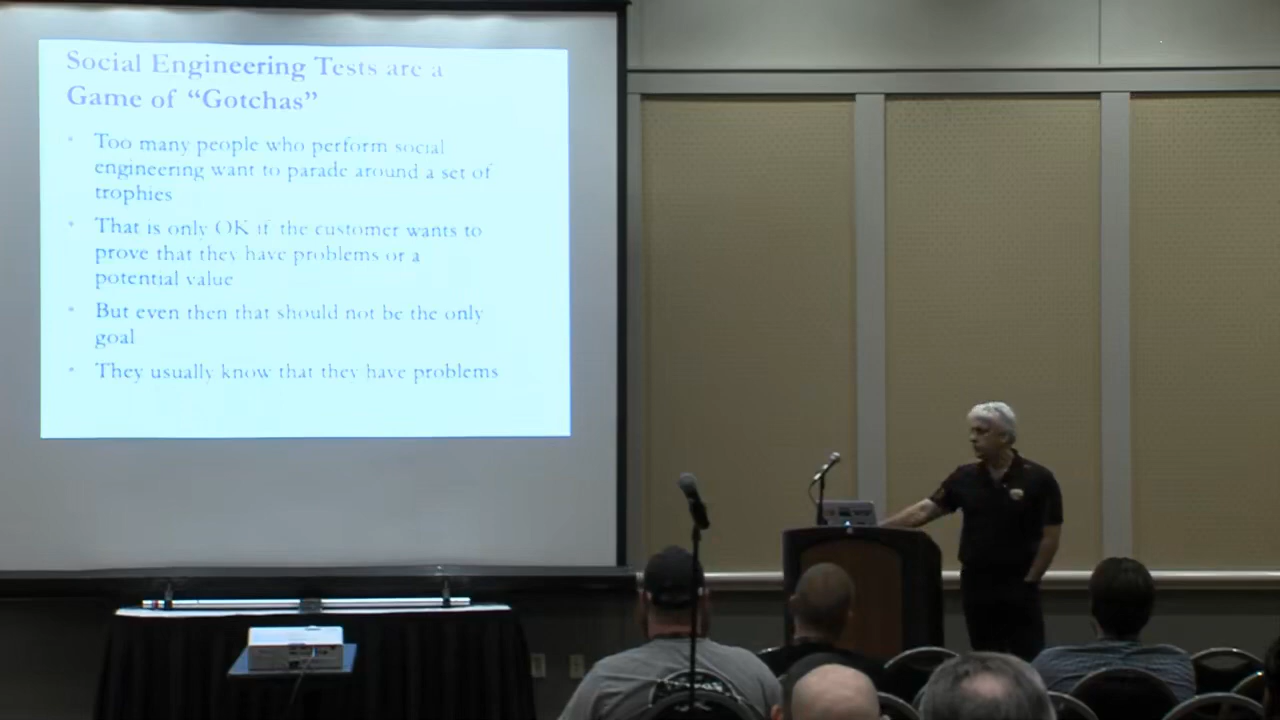 Social Engineering Tests are a
Game of “Gotchas”
Too many people who perform social
engineering want to parade around a set of
trophies
That is only OK if the customer wants to
prove that they have problems or a
potential value
But even then that should not be the only
goal
They usually know that they have problems